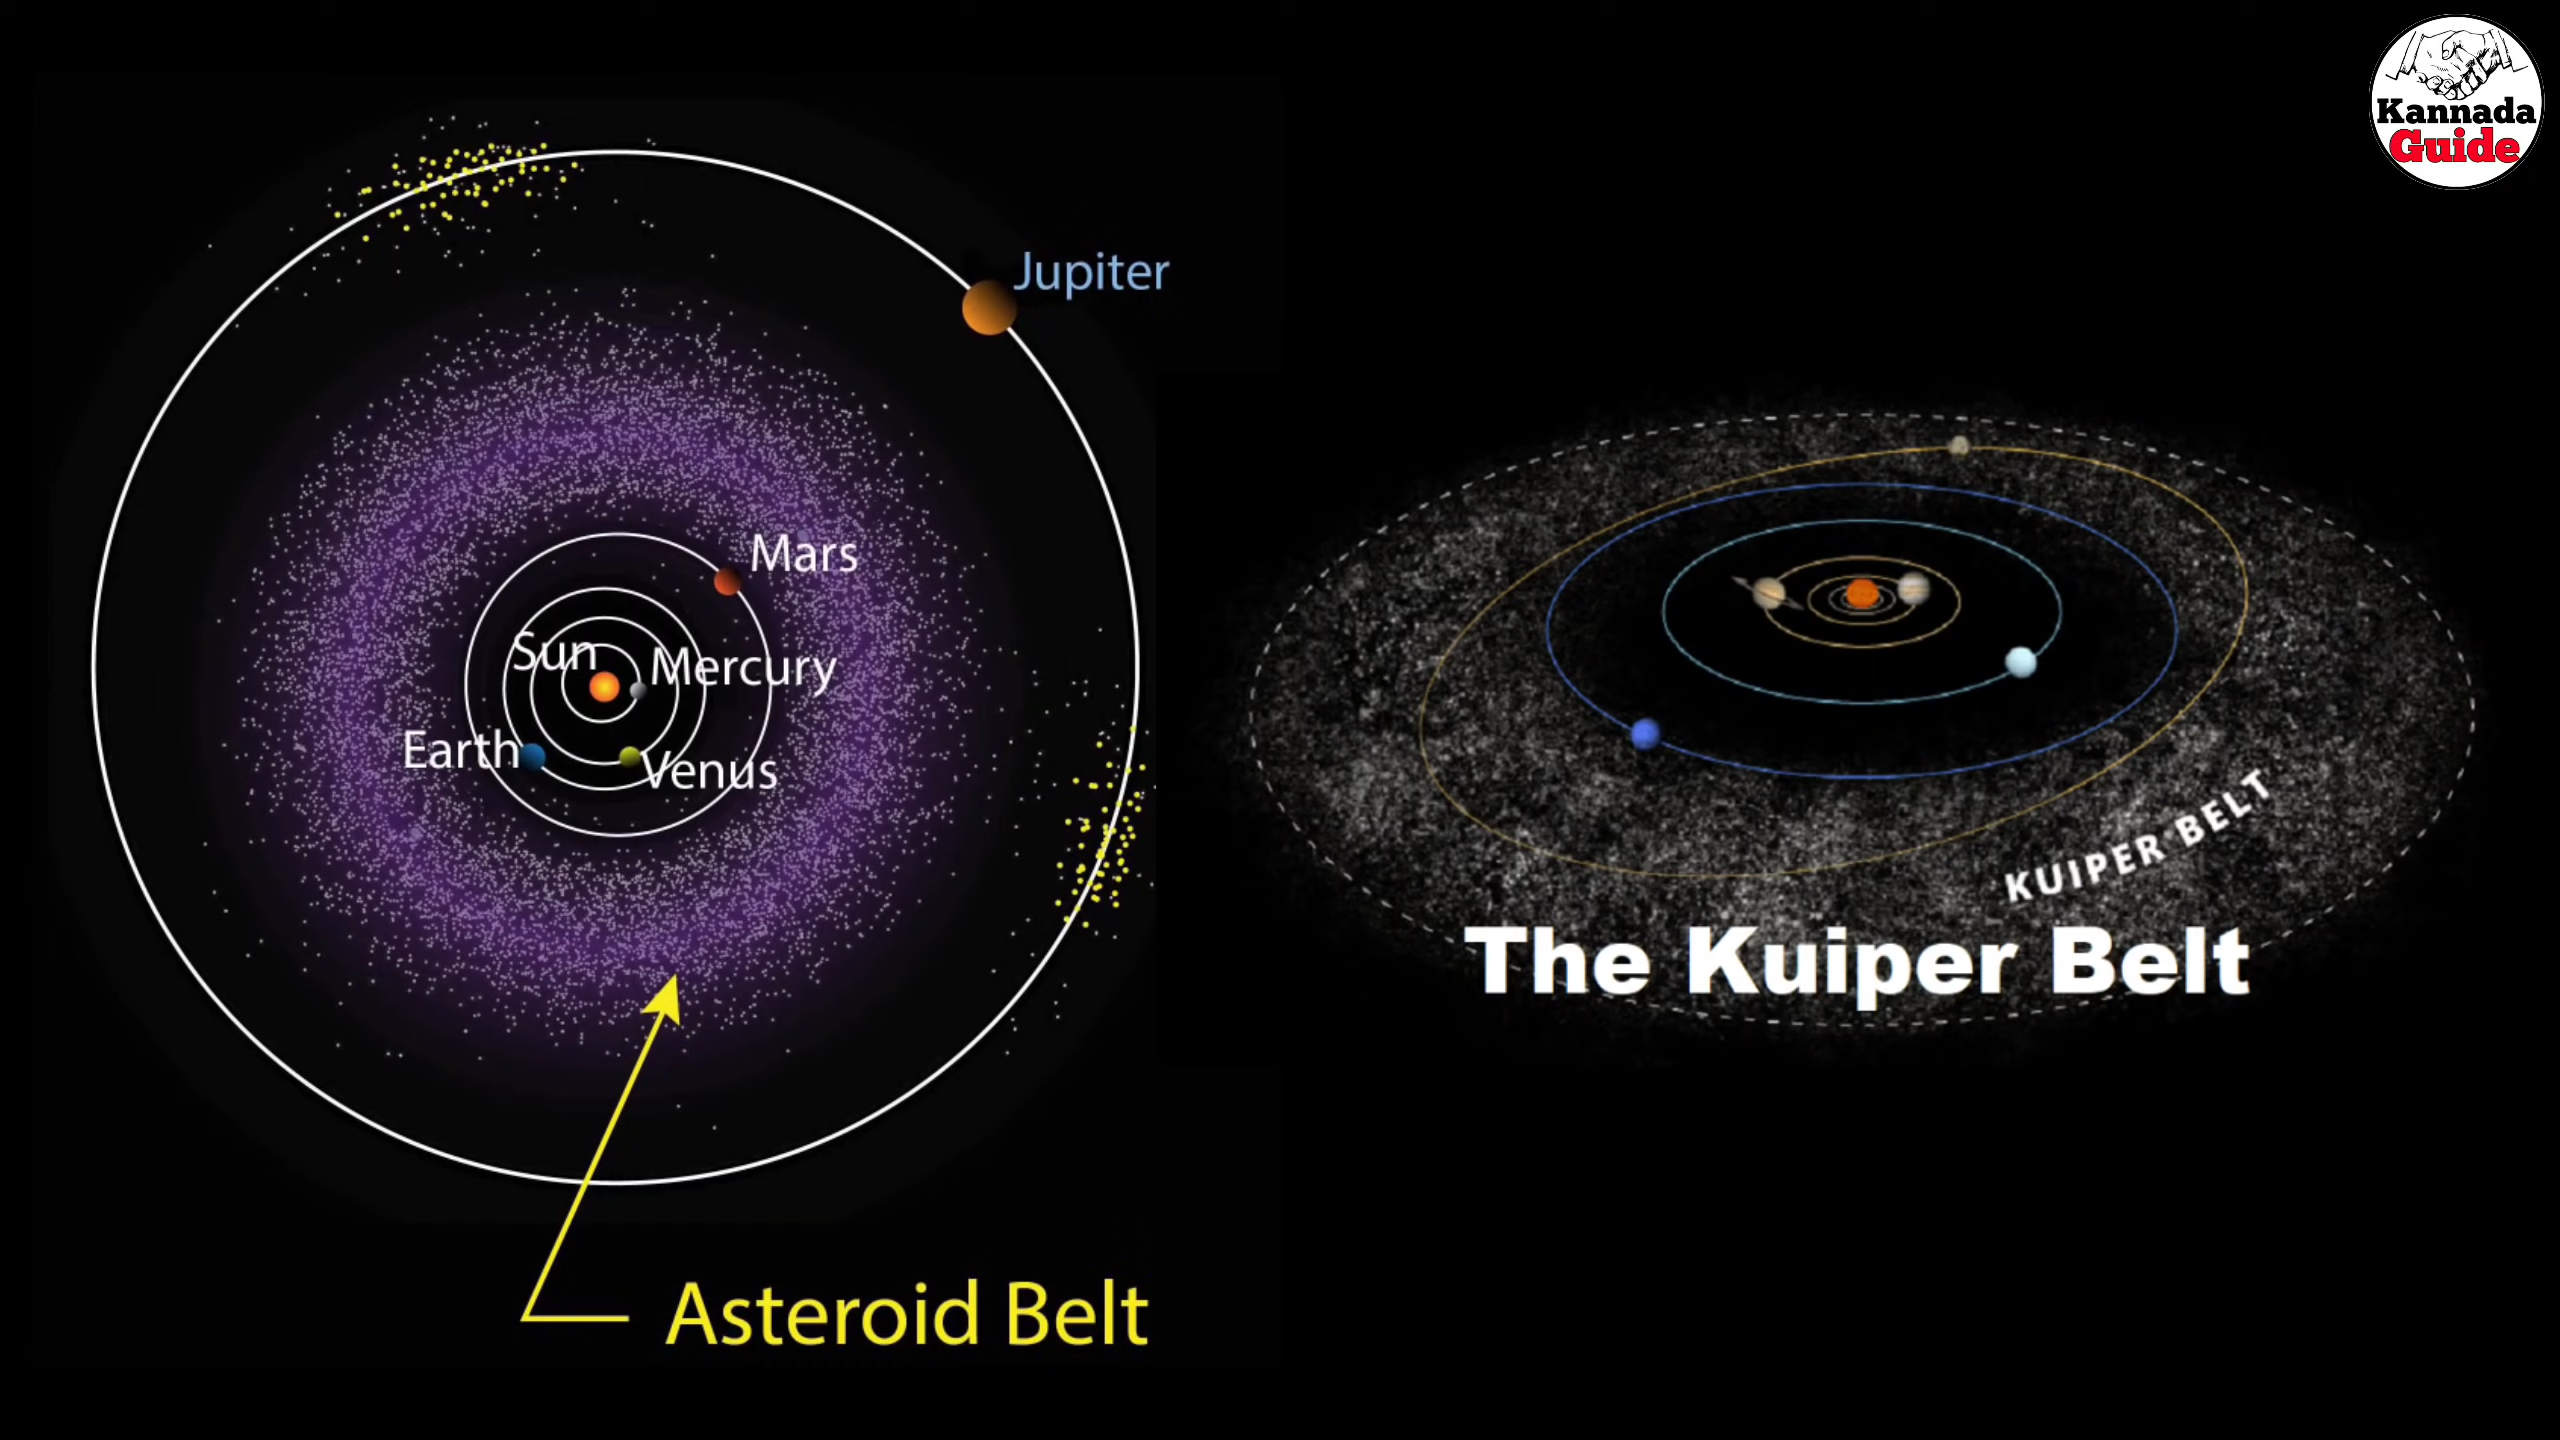 Kannada
Guide
Jupiter
Mars
Sun
Mercury
Earth
Venus
Asteroid Belt
KUIPER BELT
The Kuiper Belt